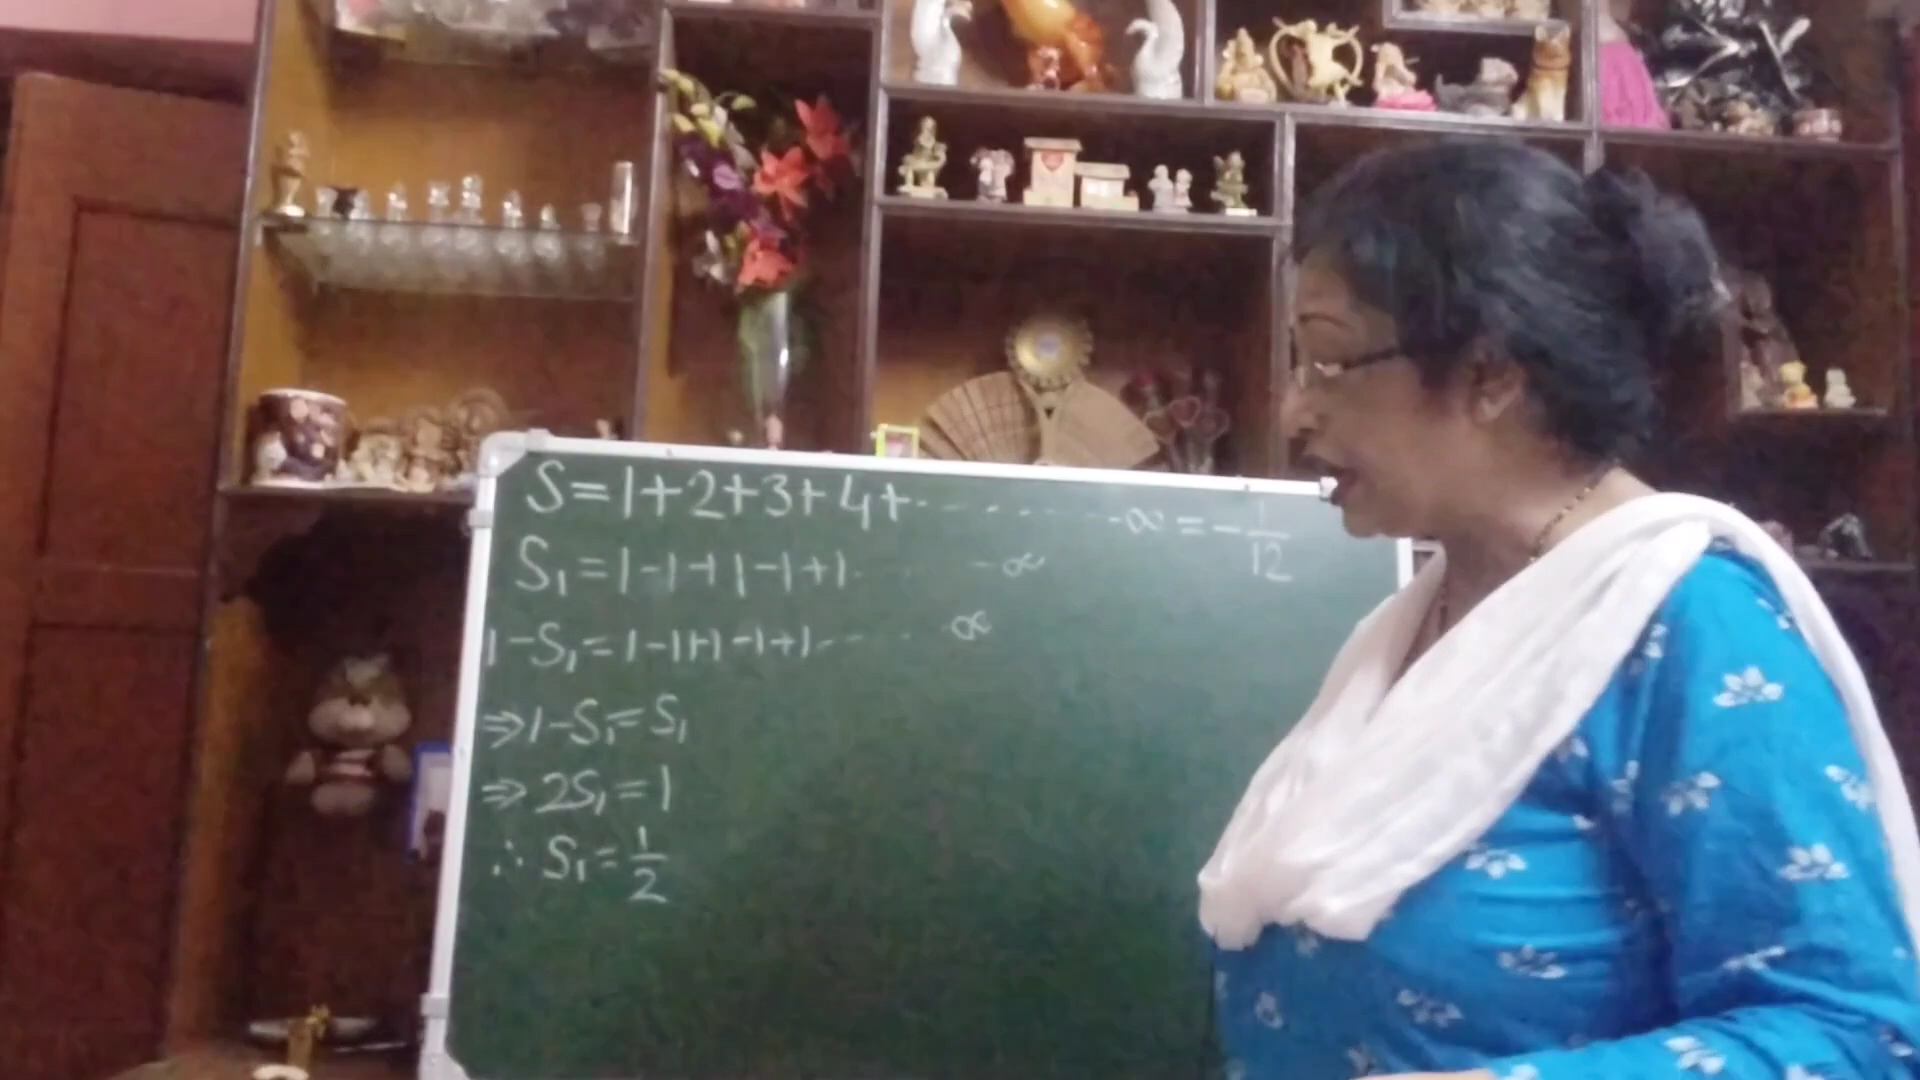 S=1+2+3+4+..........∞ = -1/12
S₁=1-1+1-1+1.....∞
1-S₁=1-1+1-1+1.....∞
⇒1-S₁=S₁
⇒2S₁=1
∴ S₁=1/2